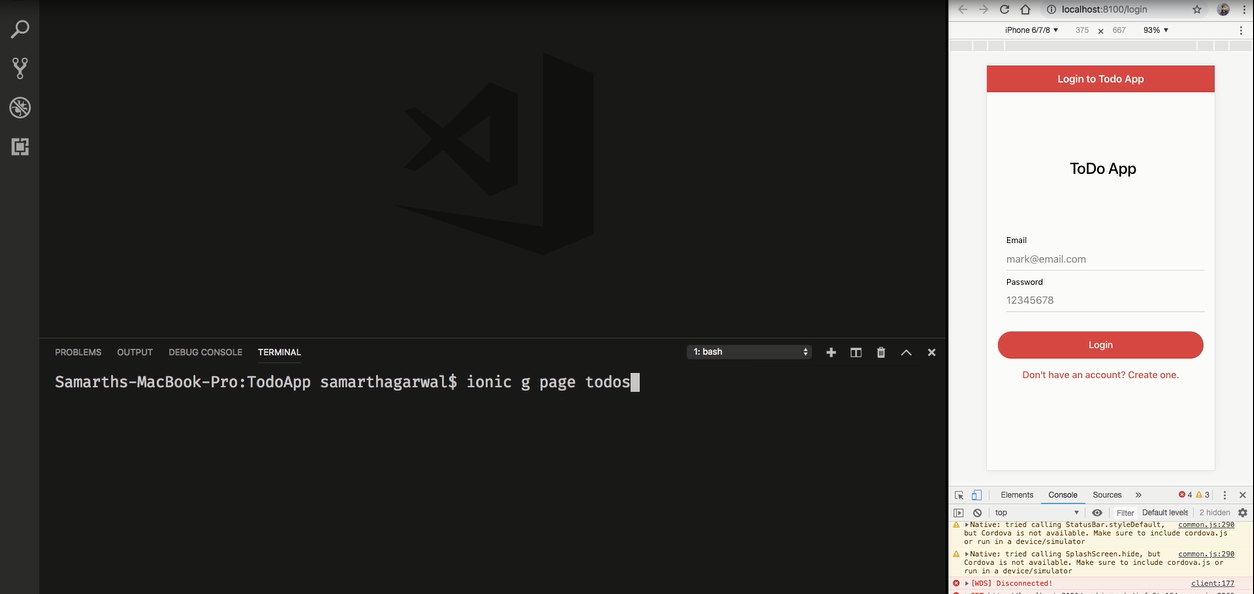 localhost:8100/login
iPhone 6/7/8 ▼ 375 × 667 93% ▼
Login to Todo App
ToDo App
Email
mark@email.com
Password
12345678
Login
Don't have an account? Create one.
PROBLEMS OUTPUT DEBUG CONSOLE TERMINAL 1: bash
Samarths-MacBook-Pro:TodoApp samarthagarwal$ ionic g page todos
Elements Console Sources » 4 3
top Filter Default levels 2 hidden
Native: tried calling StatusBar.styleDefault, common.js:290
but Cordova is not available. Make sure to include cordova.js
or run in a device/simulator
Native: tried calling SplashScreen.hide, but common.js:290
Cordova is not available. Make sure to include cordova.js or
run in a device/simulator
[WDS] Disconnected! client:177